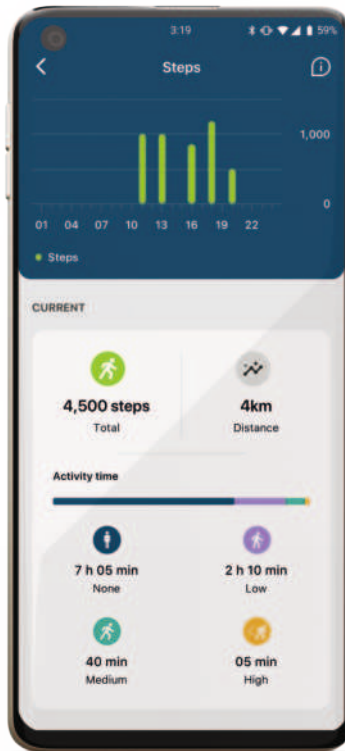 3:19 59%
Steps
1,000
0
01 04 07 10 13 16 19 22
Steps
CURRENT
4,500 steps 4km
Total Distance
Activity time
7 h 05 min 2 h 10 min
None Low
40 min 05 min
Medium High